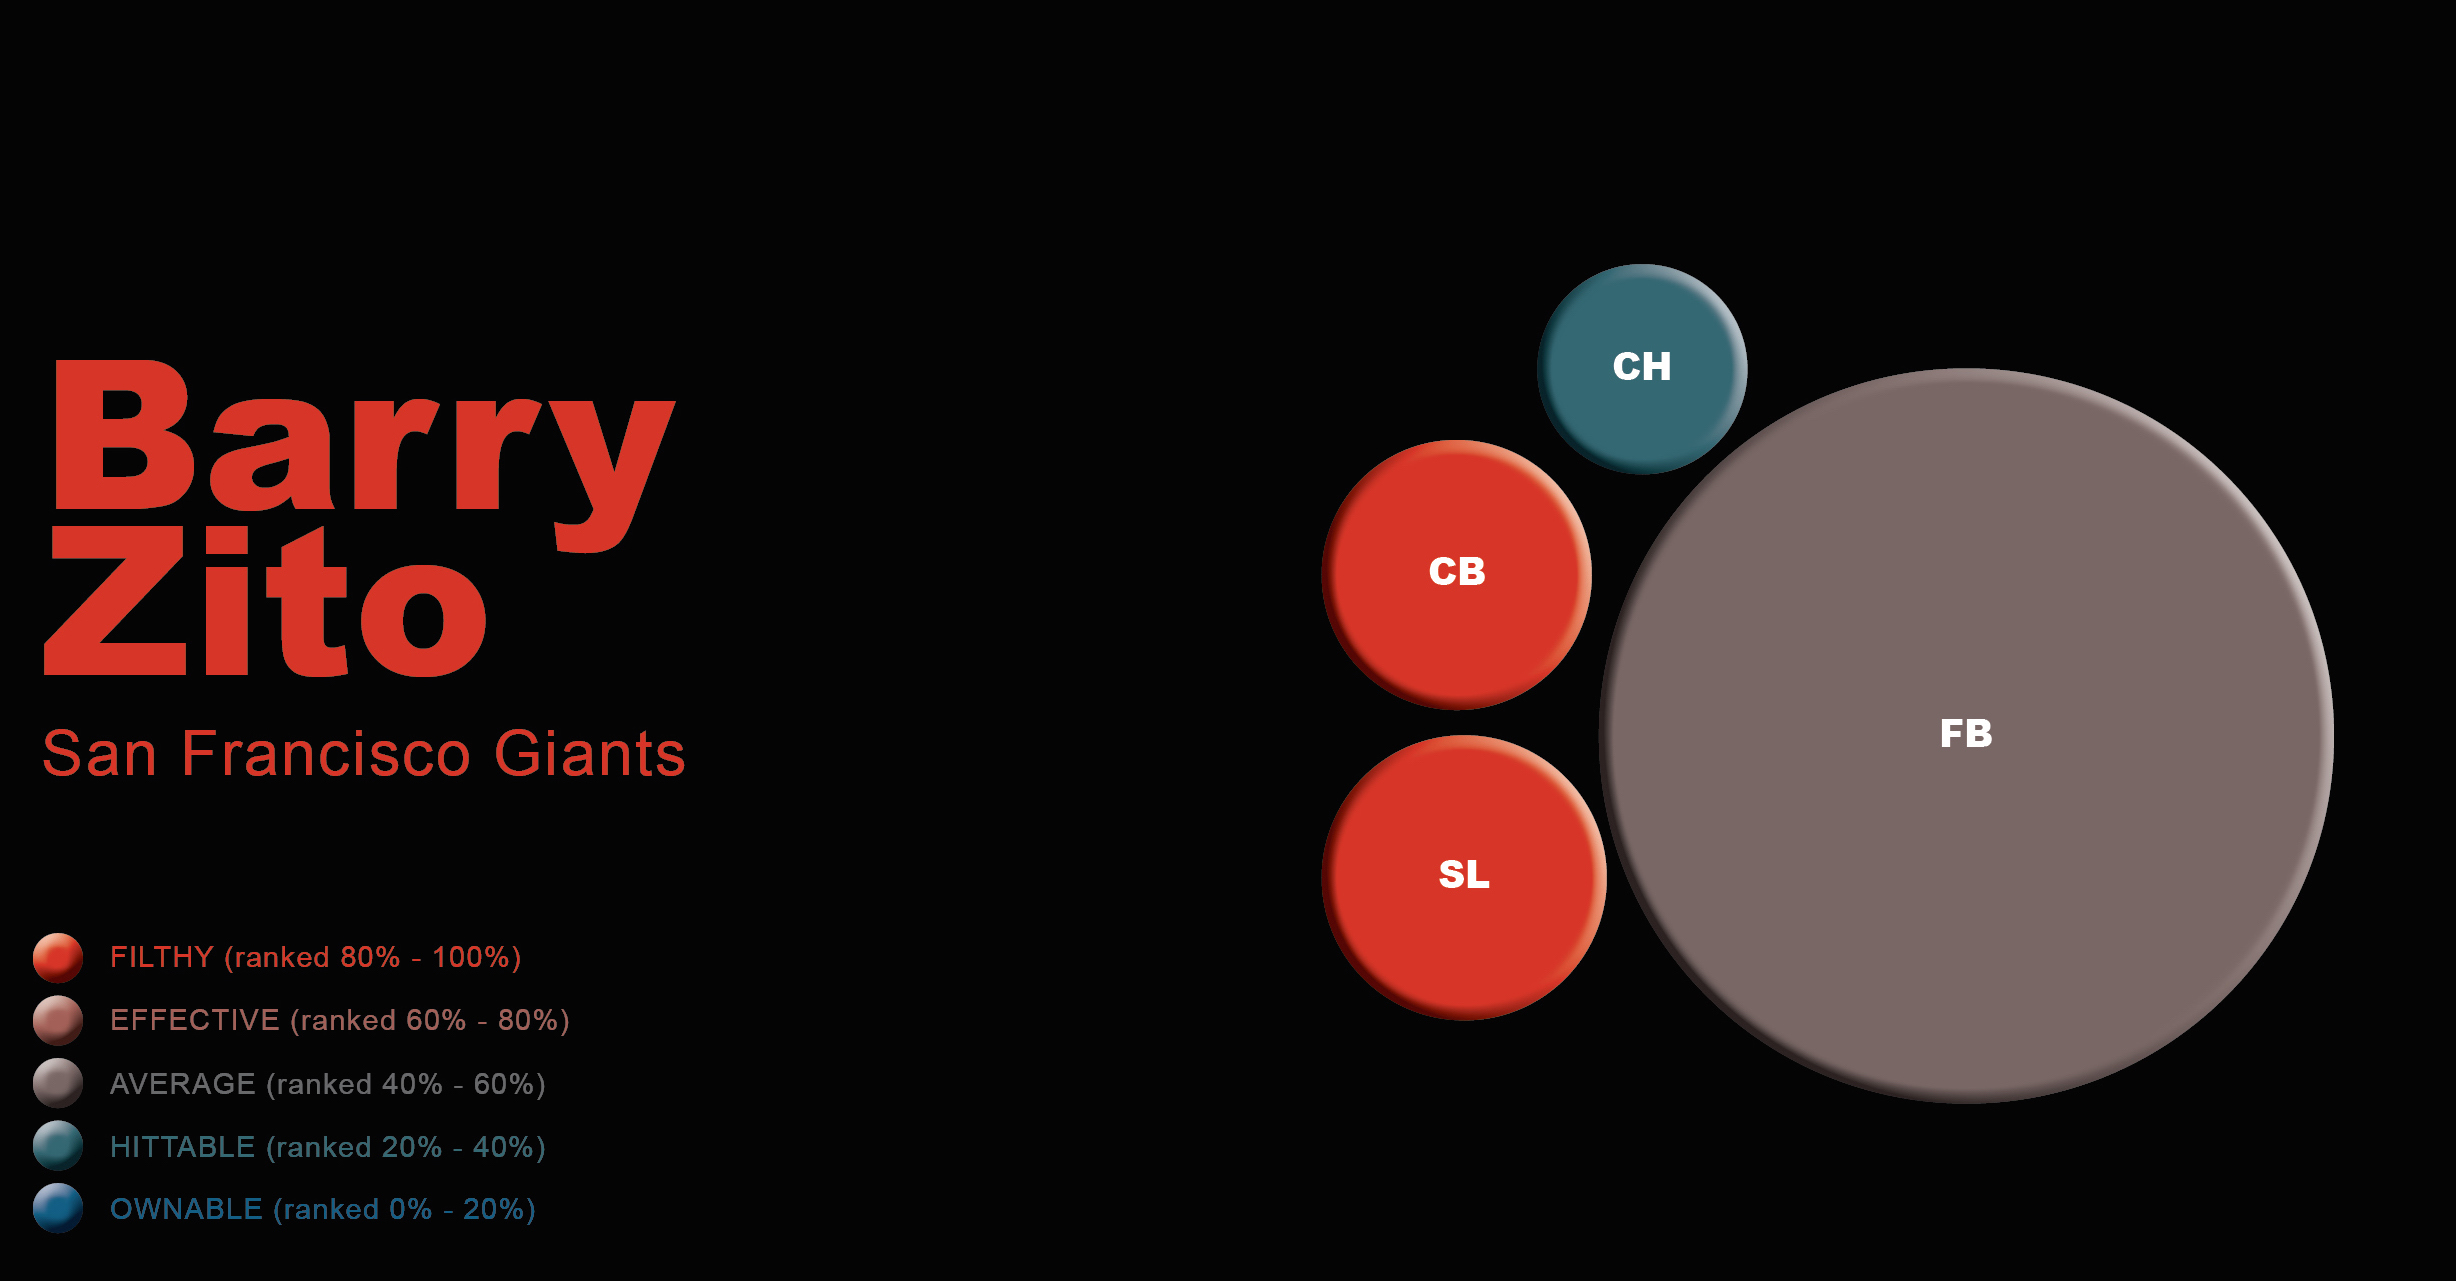 Barry
Zito
San Francisco Giants
FILTHY (ranked 80% - 100%)
EFFECTIVE (ranked 60% - 80%)
AVERAGE (ranked 40% - 60%)
HITTABLE (ranked 20% - 40%)
OWNABLE (ranked 0% - 20%)
CH
CB
FB
SL